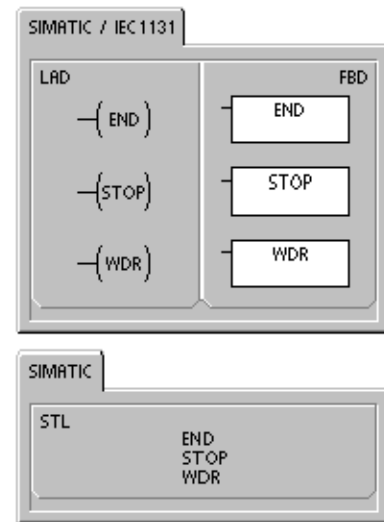 SIMATIC / IEC1131
LAD
FBD
END
END
STOP
STOP
WDR
WDR
SIMATIC
STL
END
STOP
WDR